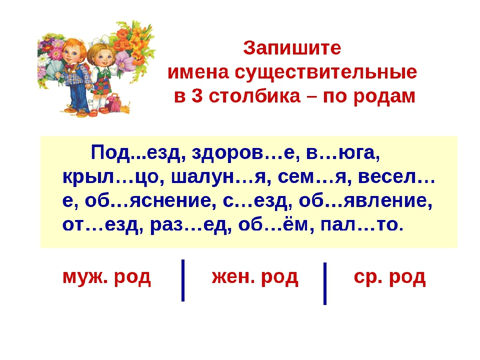 Запишите
имена существительные
в 3 столбика – по родам
Под...езд, здоров…е, в…юга,
крыл…цо, шалун…я, сем…я, весел…
е, об…яснение, с…езд, об…явление,
от…езд, раз…ед, об…ём, пал…то.
муж. род жен. род ср. род